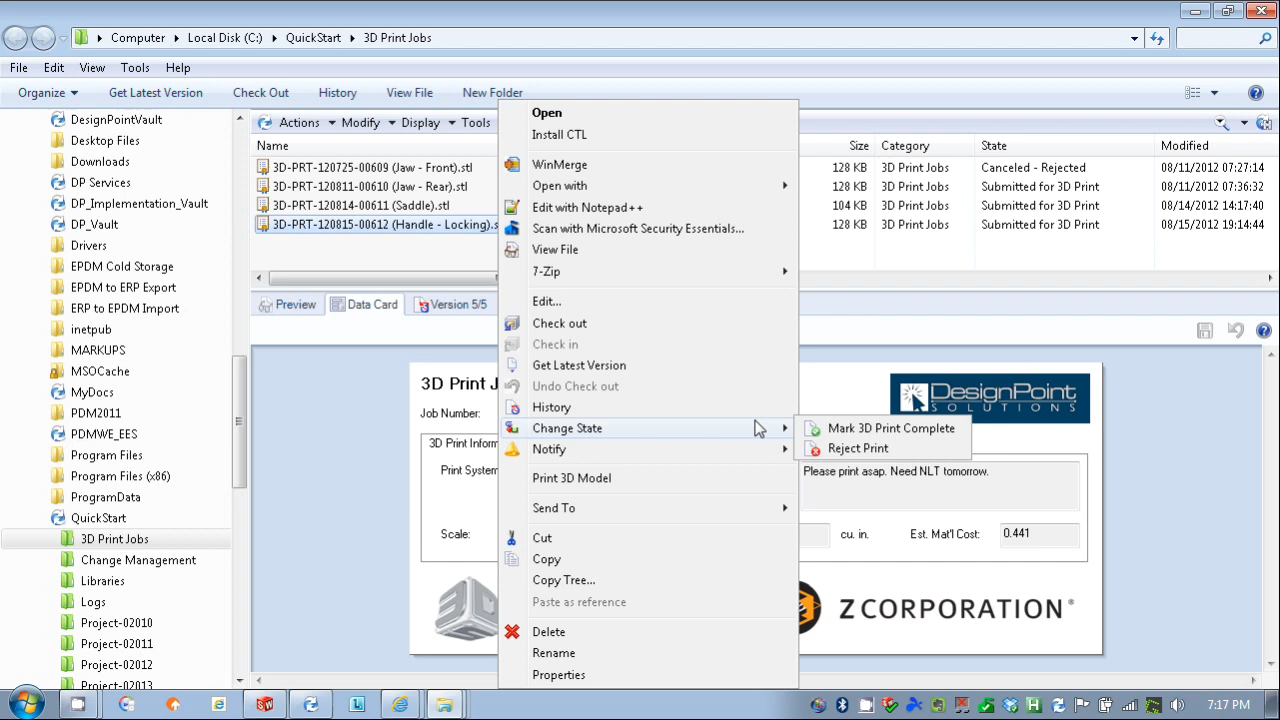 Computer Local Disk (C:) QuickStart 3D Print Jobs
File Edit View Tools Help
Organize Get Latest Version Check Out History View File New Folder
DesignPointVault
Desktop Files
Downloads
DP Services
DP_Implementation_Vault
DP_Vault
Drivers
EPDM Cold Storage
EPDM to ERP Export
ERP to EPDM Import
inetpub
MARKUPS
MSOCache
MyDocs
PDM2011
PDMWE_EES
Program Files
Program Files (x86)
ProgramData
QuickStart
3D Print Jobs
Change Management
Libraries
Logs
Project-02010
Project-02011
Project-02012
Project-02013
Actions Modify Display Tools
Name Size Category State Modified
3D-PRT-120725-00609 (Jaw - Front).stl 128 KB 3D Print Jobs Canceled - Rejected 08/11/2012 07:27:14
3D-PRT-120811-00610 (Jaw - Rear).stl 128 KB 3D Print Jobs Submitted for 3D Print 08/11/2012 07:36:32
3D-PRT-120814-00611 (Saddle).stl 104 KB 3D Print Jobs Submitted for 3D Print 08/14/2012 14:17:40
3D-PRT-120815-00612 (Handle - Locking).s 128 KB 3D Print Jobs Submitted for 3D Print 08/15/2012 19:14:44
Preview Data Card Version 5/5
3D Print J
DesignPoint
SOLUTIONS
Job Number:
3D Print Inform
Print System
Please print asap. Need NLT tomorrow.
Scale: cu. in. Est. Mat'l Cost: 0.441
Z CORPORATION®
Open
Install CTL
WinMerge
Open with
Edit with Notepad++
Scan with Microsoft Security Essentials...
View File
7-Zip
Edit...
Check out
Check in
Get Latest Version
Undo Check out
History
Change State
Notify
Print 3D Model
Send To
Cut
Copy
Copy Tree...
Paste as reference
Delete
Rename
Properties
Mark 3D Print Complete
Reject Print
7:17 PM